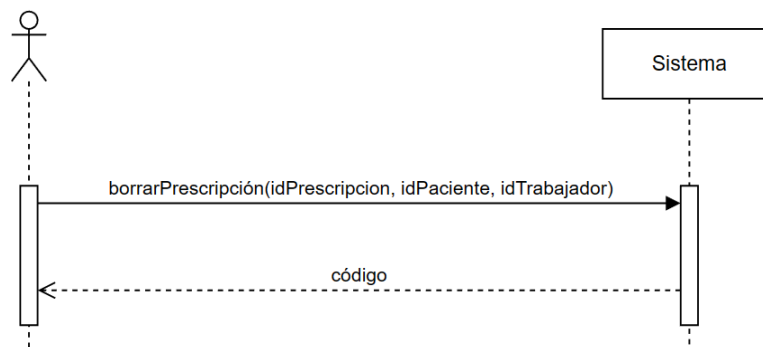 Sistema
borrarPrescripción(idPrescripcion, idPaciente, idTrabajador)
código